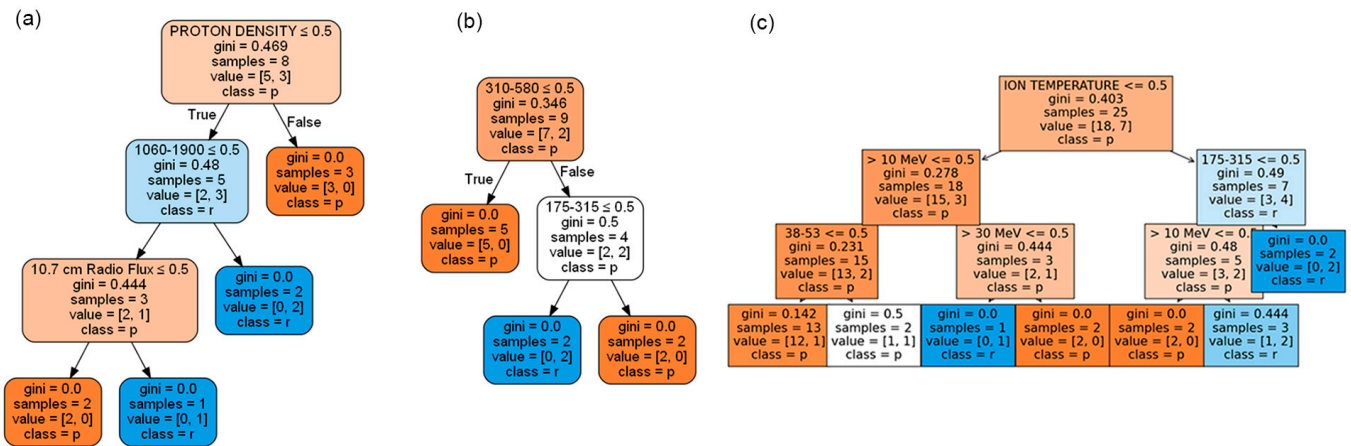 (a)
PROTON DENSITY ≤ 0.5
gini = 0.469
samples = 8
value = [5, 3]
class = p
True
False
1060-1900 ≤ 0.5
gini = 0.48
samples = 5
value = [2, 3]
class = r
gini = 0.0
samples = 3
value = [3, 0]
class = p
10.7 cm Radio Flux ≤ 0.5
gini = 0.444
samples = 3
value = [2, 1]
class = p
gini = 0.0
samples = 2
value = [0, 2]
class = r
gini = 0.0
samples = 2
value = [2, 0]
class = p
gini = 0.0
samples = 1
value = [0, 1]
class = r
(b)
310-580 ≤ 0.5
gini = 0.346
samples = 9
value = [7, 2]
class = p
True
False
gini = 0.0
samples = 5
value = [5, 0]
class = p
175-315 ≤ 0.5
gini = 0.5
samples = 4
value = [2, 2]
class = p
gini = 0.0
samples = 2
value = [0, 2]
class = r
gini = 0.0
samples = 2
value = [2, 0]
class = p
(c)
ION TEMPERATURE <= 0.5
gini = 0.403
samples = 25
value = [18, 7]
class = p
> 10 MeV <= 0.5
gini = 0.278
samples = 18
value = [15, 3]
class = p
175-315 <= 0.5
gini = 0.49
samples = 7
value = [3, 4]
class = r
38-53 <= 0.5
gini = 0.231
samples = 15
value = [13, 2]
class = p
> 30 MeV <= 0.5
gini = 0.444
samples = 3
value = [2, 1]
class = p
> 10 MeV <= 0.5
gini = 0.48
samples = 5
value = [3, 2]
class = p
gini = 0.0
samples = 2
value = [0, 2]
class = r
gini = 0.142
samples = 13
value = [12, 1]
class = p
gini = 0.5
samples = 2
value = [1, 1]
class = p
gini = 0.0
samples = 1
value = [0, 1]
class = r
gini = 0.0
samples = 2
value = [2, 0]
class = p
gini = 0.0
samples = 2
value = [2, 0]
class = p
gini = 0.444
samples = 3
value = [1, 2]
class = r